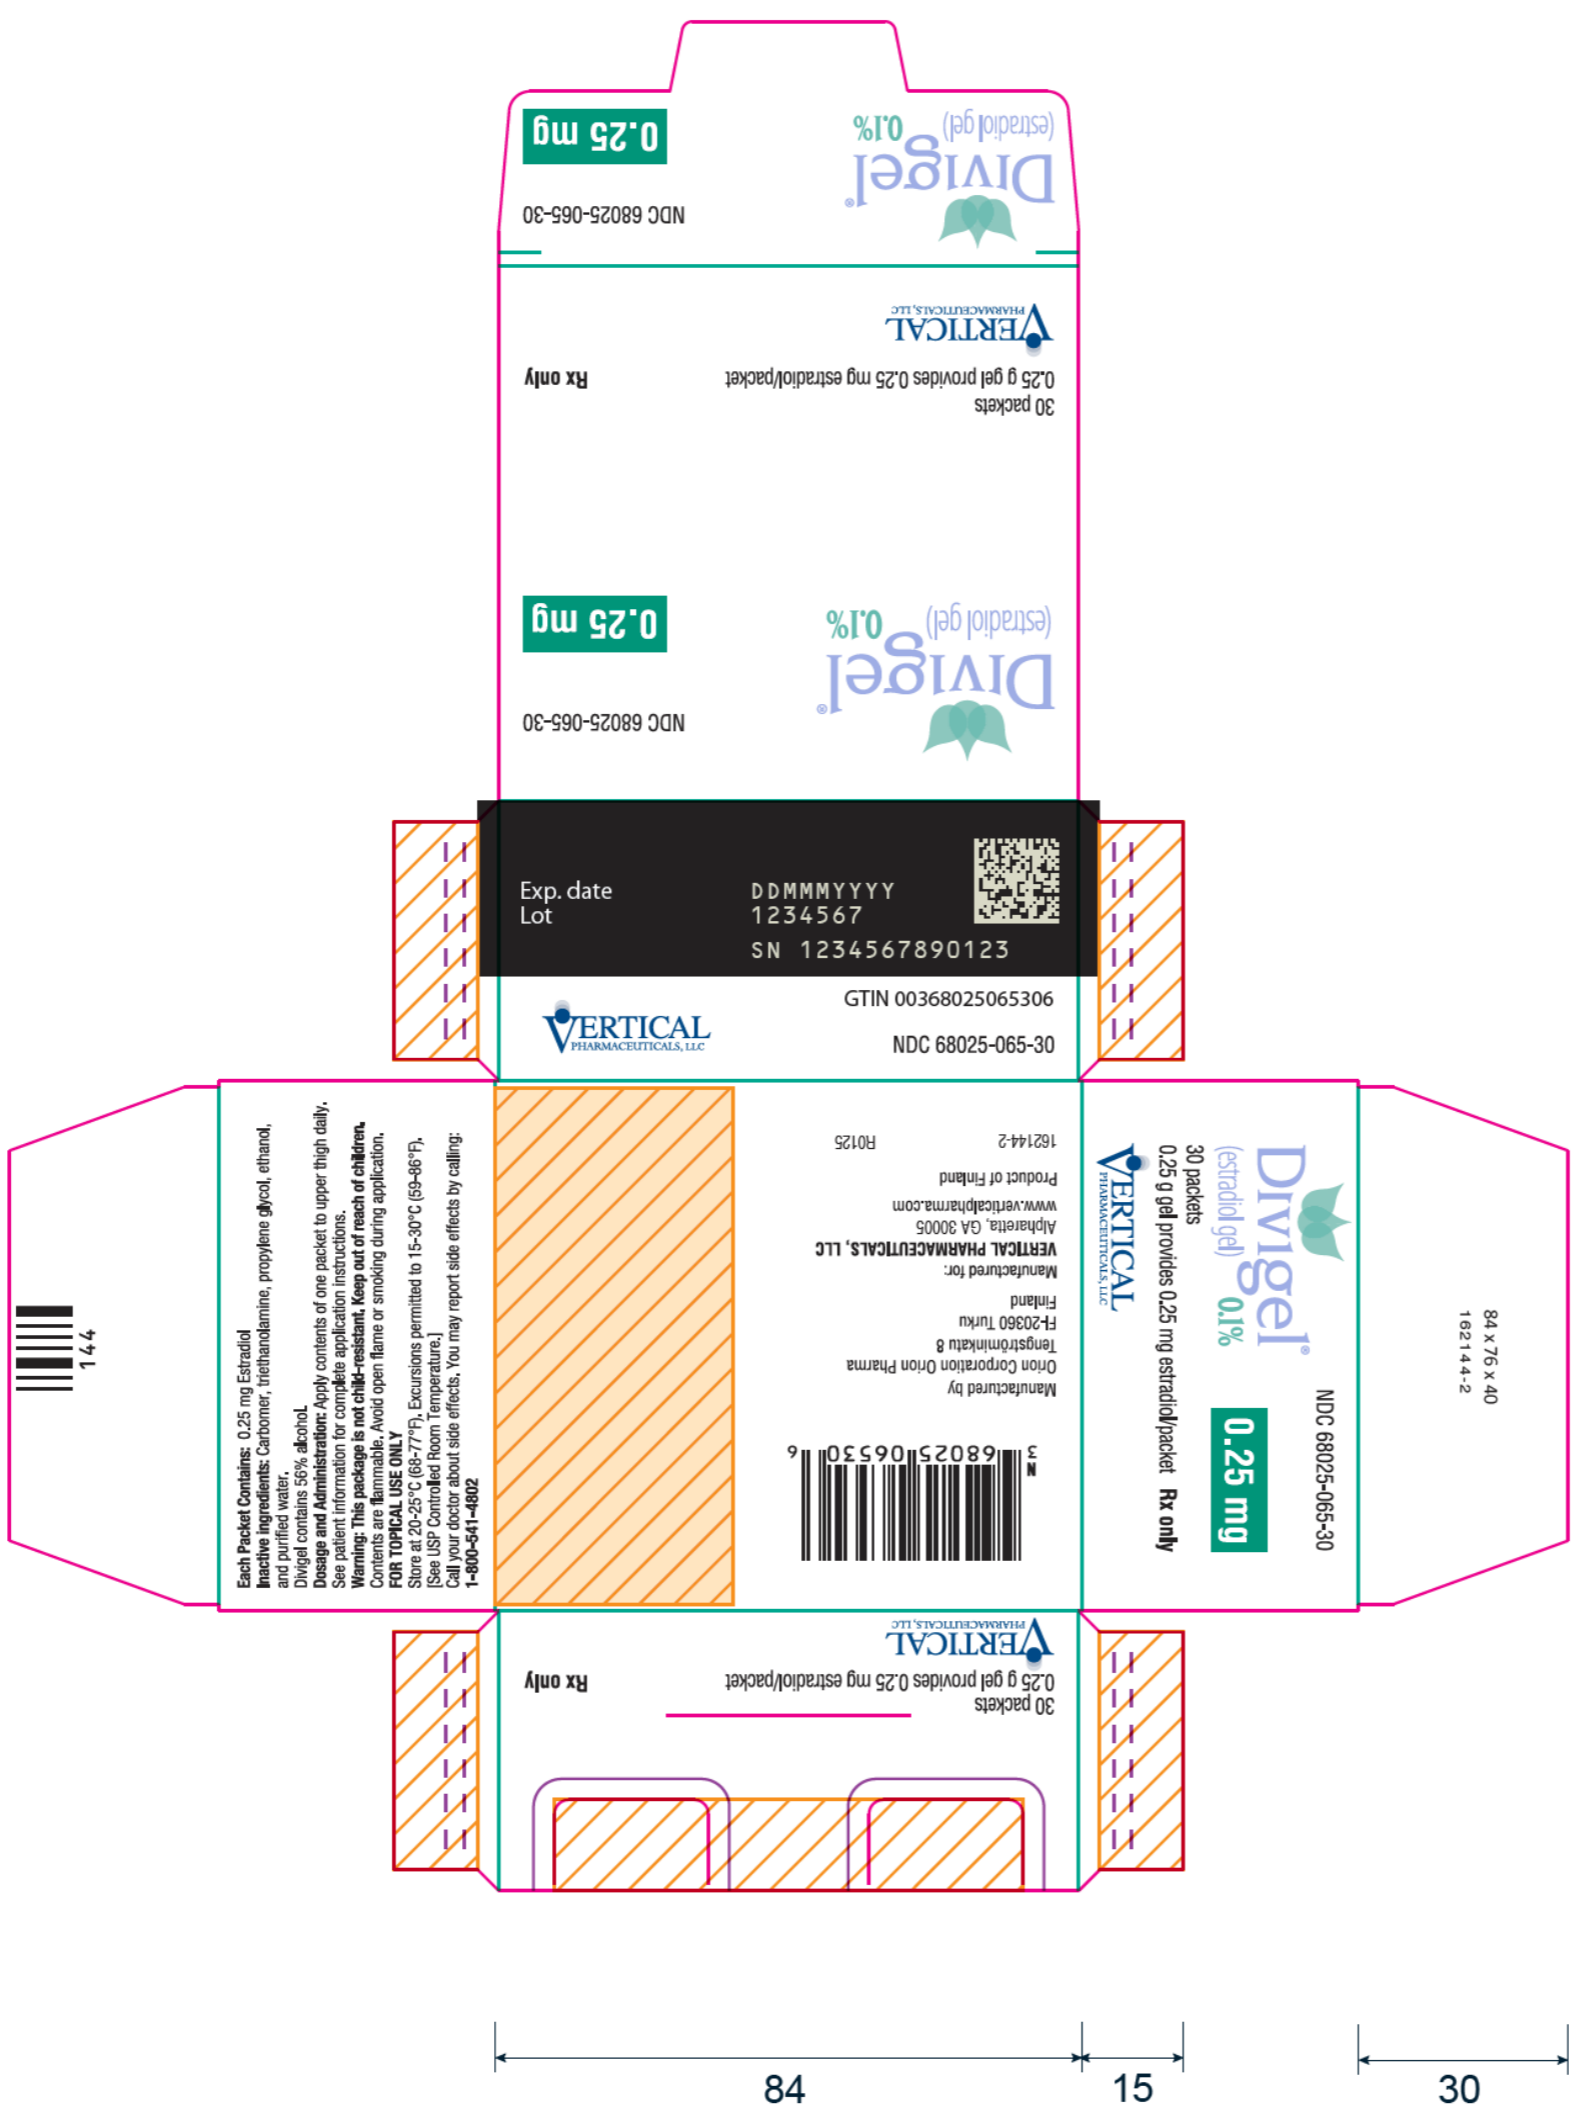 0.25 mg
Divigel®
(estradiol gel) 0.1%
NDC 68025-065-30
VERTICAL
PHARMACEUTICALS, LLC
30 packets
0.25 g gel provides 0.25 mg estradiol/packet Rx only
Divigel®
(estradiol gel) 0.1%
0.25 mg
NDC 68025-065-30
Exp. date DDMMMYYYY
Lot 1234567
SN 1234567890123
GTIN 00368025065306
VERTICAL
PHARMACEUTICALS, LLC
NDC 68025-065-30
144
Each Packet Contains: 0.25 mg Estradiol
Inactive ingredients: Carbomer, triethanolamine, propylene glycol, ethanol,
and purified water.
Divigel contains 56% alcohol.
Dosage and Administration: Apply contents of one packet to upper thigh daily.
See patient information for complete application instructions.
Warning: This package is not child-resistant. Keep out of reach of children.
Contents are flammable. Avoid open flame or smoking during application.
FOR TOPICAL USE ONLY
Store at 20-25°C (68-77°F). Excursions permitted to 15-30°C (59-86°F).
[See USP Controlled Room Temperature.]
Call your doctor about side effects. You may report side effects by calling:
1-800-541-4802
N
3 68025 06530 6
Manufactured by
Orion Corporation Orion Pharma
Tengströminkatu 8
FI-20360 Turku
Finland
Manufactured for:
VERTICAL PHARMACEUTICALS, LLC
Alpharetta, GA 30005
www.verticalpharma.com
Product of Finland
162144-2 R0125
NDC 68025-065-30
Divigel®
(estradiol gel) 0.1%
0.25 mg
30 packets
0.25 g gel provides 0.25 mg estradiol/packet Rx only
VERTICAL
PHARMACEUTICALS, LLC
84 x 76 x 40
162144-2
30 packets
0.25 g gel provides 0.25 mg estradiol/packet Rx only
VERTICAL
PHARMACEUTICALS, LLC
84
15
30